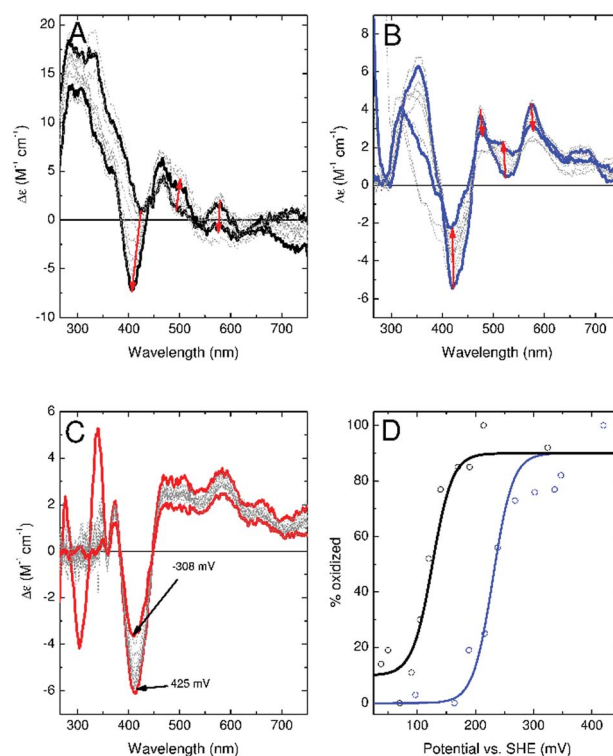 A
B
20
15
10
5
0
-5
-10
Δε (M⁻¹ cm⁻¹)
300 400 500 600 700
Wavelength (nm)
8
6
4
2
0
-2
-4
-6
Δε (M⁻¹ cm⁻¹)
300 400 500 600 700
Wavelength (nm)
C
D
6
4
2
0
-2
-4
-6
Δε (M⁻¹ cm⁻¹)
-308 mV
425 mV
300 400 500 600 700
Wavelength (nm)
100
80
60
40
20
0
% oxidized
100 200 300 400
Potential vs. SHE (mV)